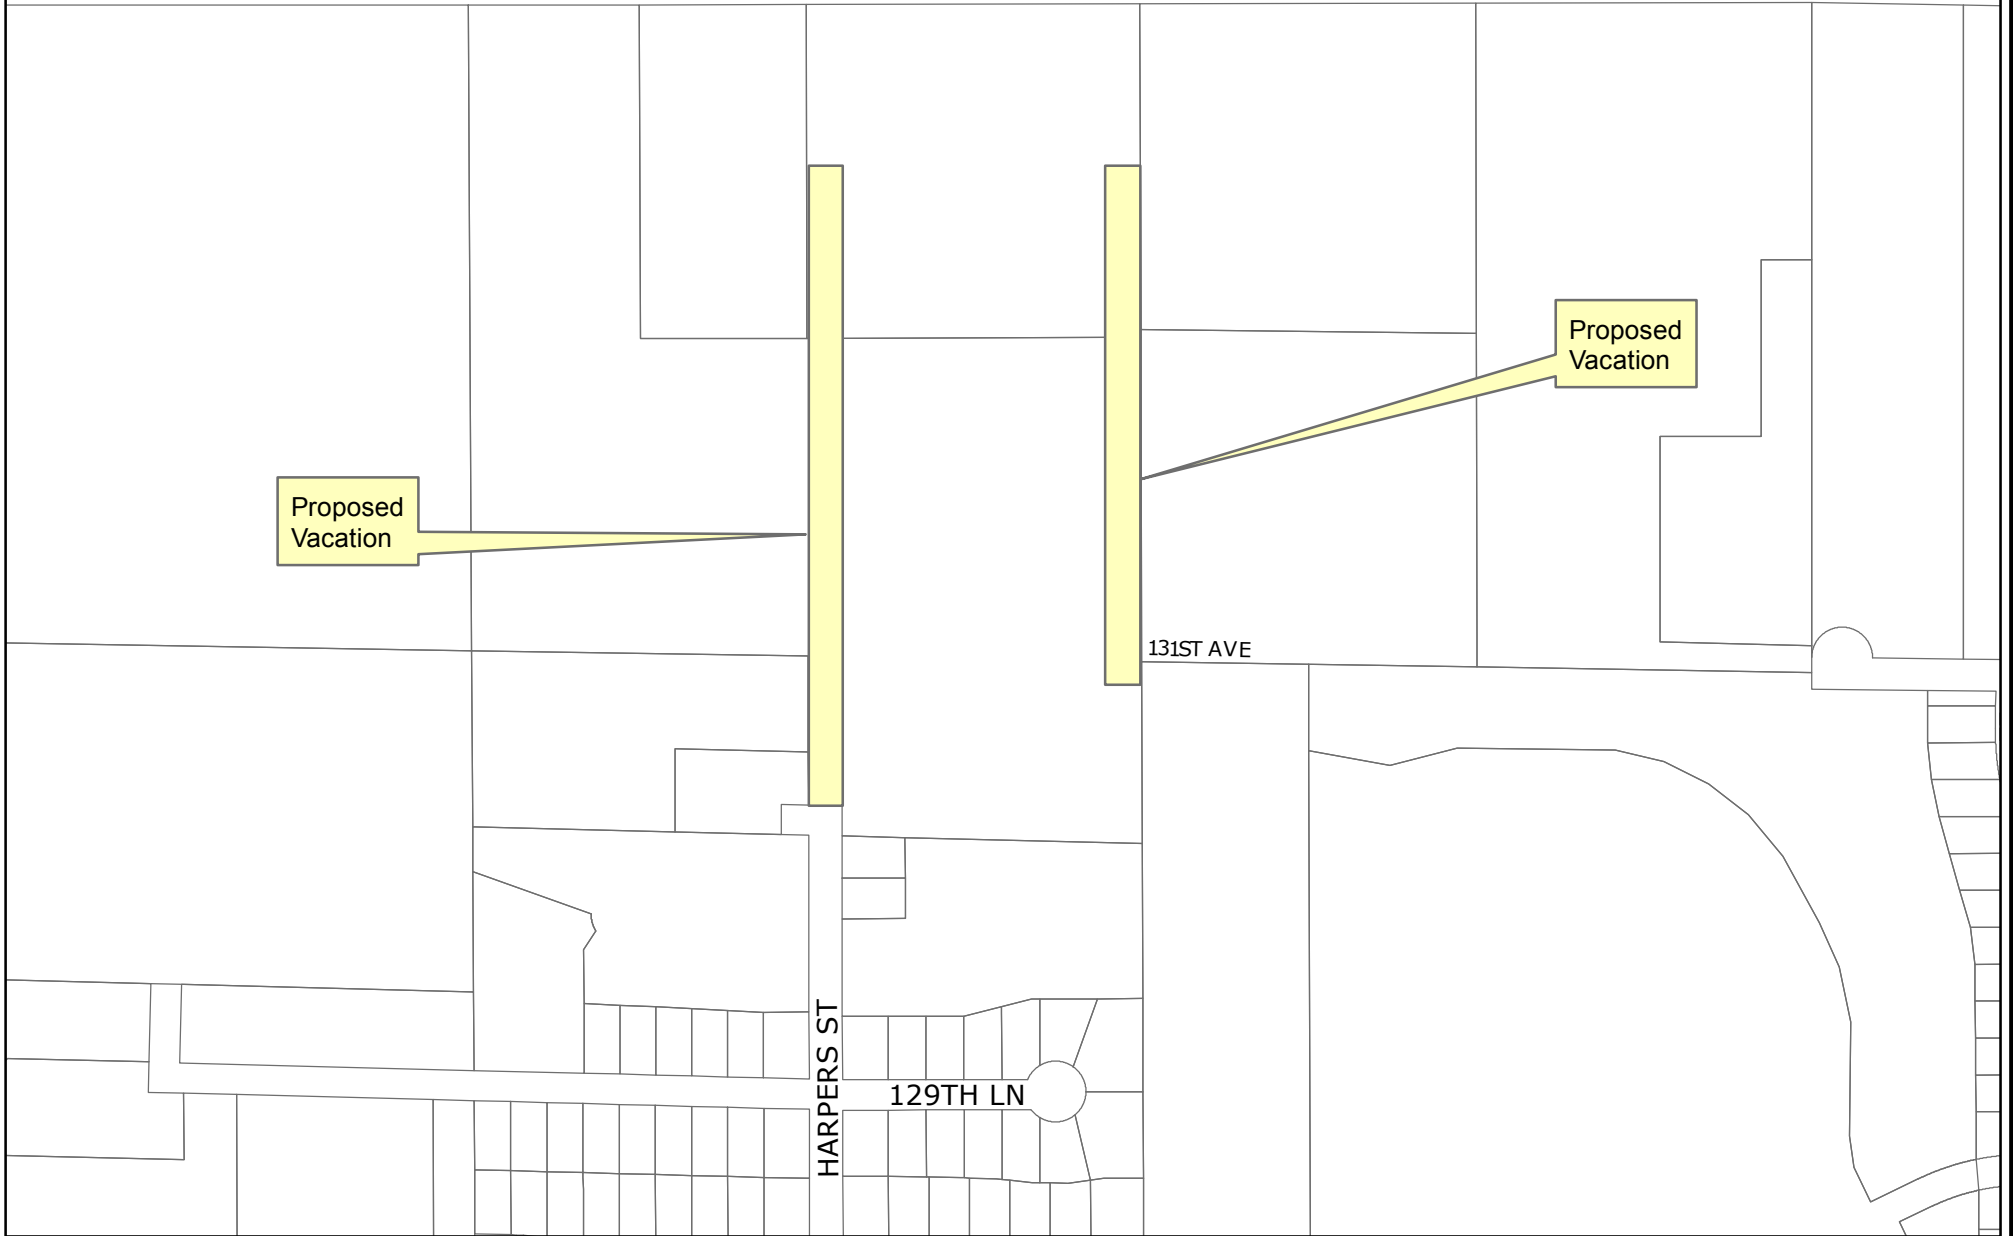 Proposed
Vacation
Proposed
Vacation
131ST AVE
HARPERS ST
129TH LN